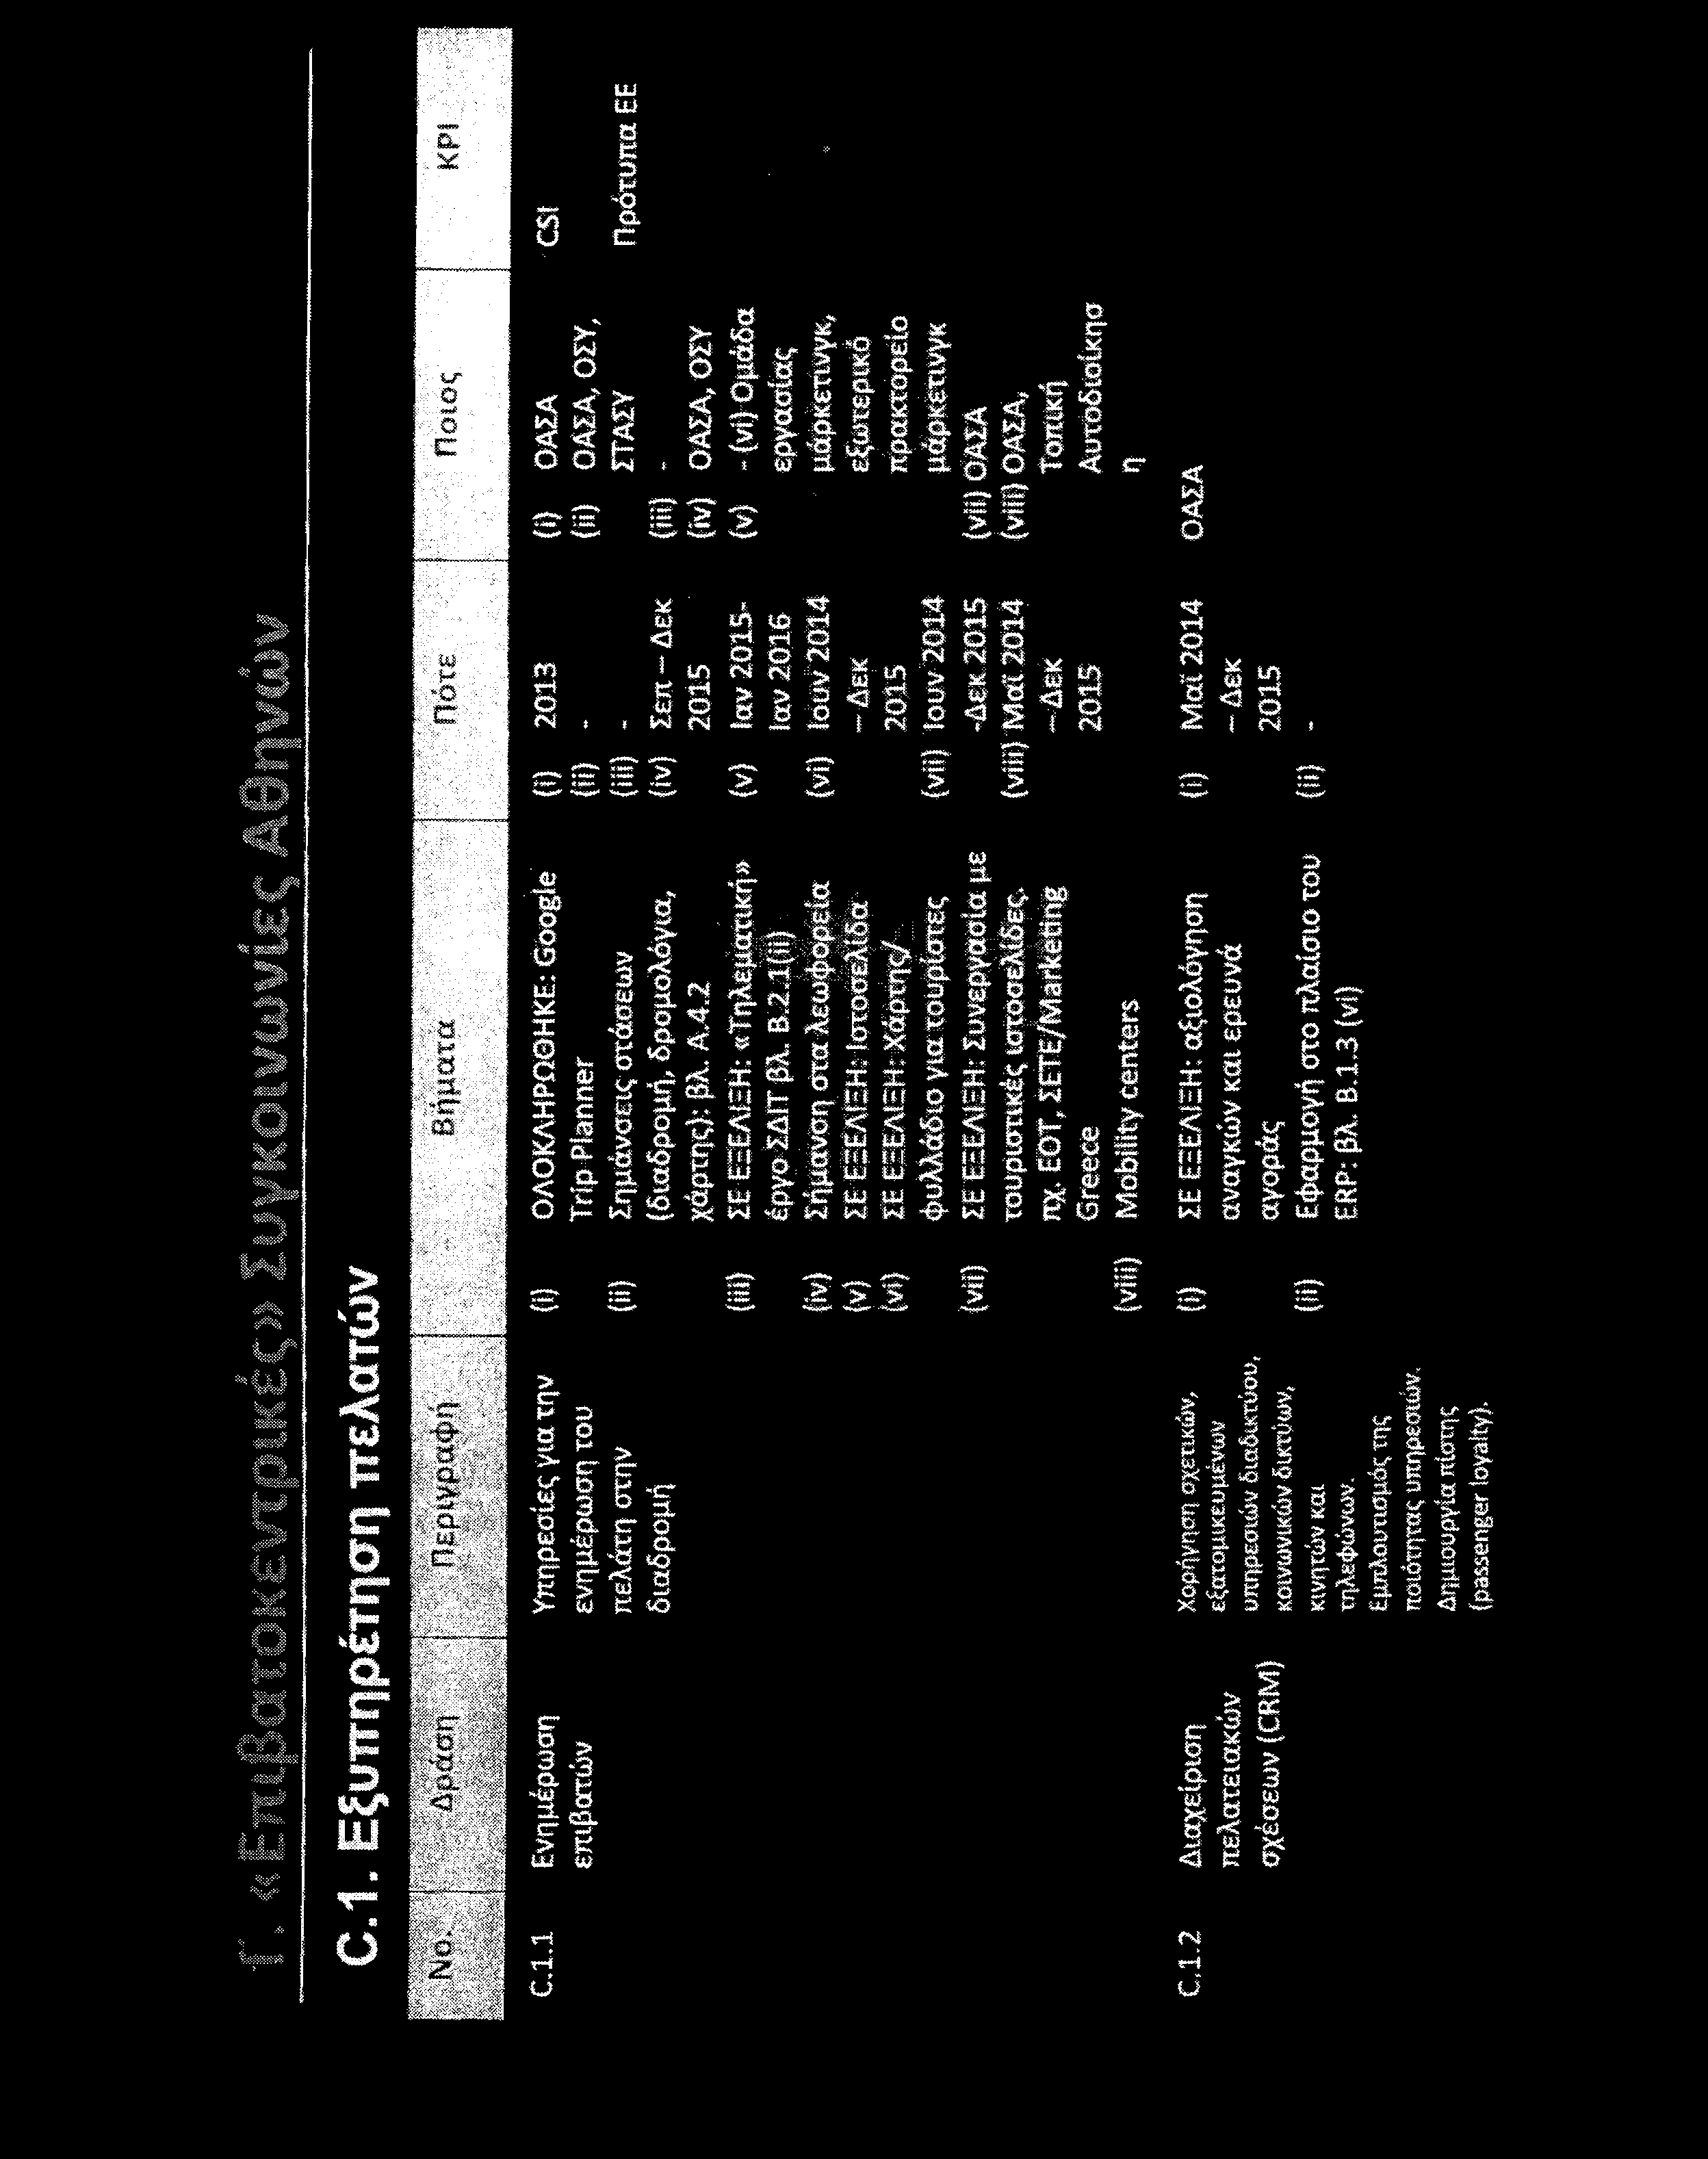 Γ. «Επιβατοκεντρικές» Συγκοινωνίες Αθηνών
C.1. Εξυπηρέτηση πελατών
No. Δράση Περιγραφή Βήματα Πότε Ποιος KPI
C.1.1
Ενημέρωση
επιβατών
Υπηρεσίες για την
ενημέρωση του
πελάτη στην
διαδρομή
(i) ΟΛΟΚΛΗΡΩΘΗΚΕ: Google
Trip Planner
(ii) Σημάνσεις στάσεων
(διαδρομή, δρομολόγια,
χάρτης): βλ. Α.4.2
(iii) ΣΕ ΕΞΕΛΙΞΗ: «Τηλεματική»
έργο ΣΔΙΤ βλ. Β.2.1(ii)
(iv) Σήμανση στα λεωφορεία
(v) ΣΕ ΕΞΕΛΙΞΗ: Ιστοσελίδα
(vi) ΣΕ ΕΞΕΛΙΞΗ: Χάρτης/
φυλλάδιο για τουρίστες
(vii) ΣΕ ΕΞΕΛΙΞΗ: Συνεργασία με
τουριστικές ιστοσελίδες.
πχ. ΕΟΤ, ΣΕΤΕ/Marketing
Greece
(viii) Mobility centers
(i) 2013
(ii) -
(iii) -
(iv) Σεπ – Δεκ
2015
(v) Ιαν 2015-
Ιαν 2016
(vi) Ιουν 2014
– Δεκ
2015
(vii) Ιουν 2014
-Δεκ 2015
(viii) Μαϊ 2014
– Δεκ
2015
(i) ΟΑΣΑ
(ii) ΟΑΣΑ, ΟΣΥ,
ΣΤΑΣΥ
(iii) -
(iv) ΟΑΣΑ, ΟΣΥ
(v) - (vi) Ομάδα
εργασίας
μάρκετινγκ,
εξωτερικό
πρακτορείο
μάρκετινγκ
(vii) ΟΑΣΑ
(viii) ΟΑΣΑ,
Τοπική
Αυτοδιοίκησ
η
CSI
Πρότυπα ΕΕ
C.1.2
Διαχείριση
πελατειακών
σχέσεων (CRM)
Χορήγηση σχετικών,
εξατομικευμένων
υπηρεσιών διαδικτύου,
κοινωνικών δικτύων,
κινητών και
τηλεφώνων.
Εμπλουτισμός της
ποιότητας υπηρεσιών.
Δημιουργία πίστης
(passenger loyalty).
(i) ΣΕ ΕΞΕΛΙΞΗ: αξιολόγηση
αναγκών και ερευνά
αγοράς
(ii) Εφαρμογή στο πλαίσιο του
ERP: βλ. Β.1.3 (vi)
(i) Μαϊ 2014
– Δεκ
2015
(ii) -
ΟΑΣΑ